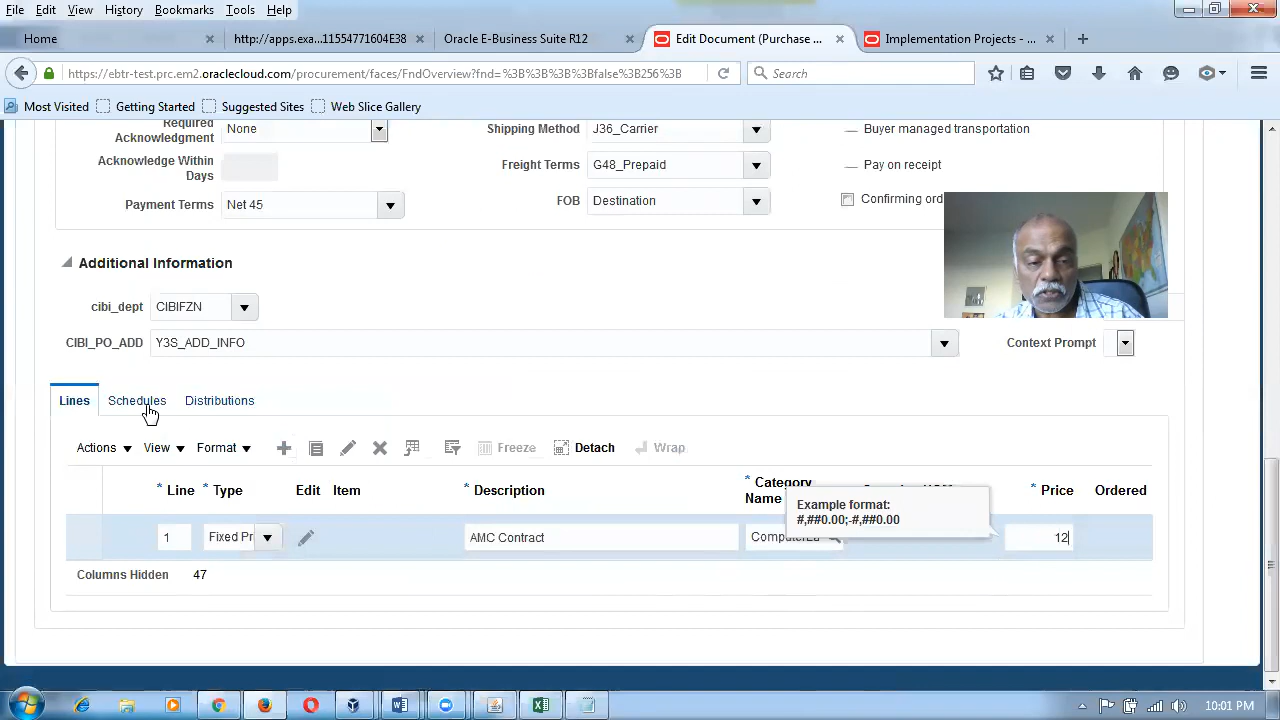 File Edit View History Bookmarks Tools Help
Home
http://apps.exa...11554771604E38
Oracle E-Business Suite R12
Edit Document (Purchase ...
Implementation Projects - ...
https://ebtr-test.prc.em2.oraclecloud.com/procurement/faces/FndOverview?fnd=%3B%3B%3B%3Bfalse%3B256%3B
Search
Most Visited Getting Started Suggested Sites Web Slice Gallery
Required Acknowledgment None
Shipping Method J36_Carrier
Buyer managed transportation
Acknowledge Within Days
Freight Terms G48_Prepaid
Pay on receipt
Payment Terms Net 45
FOB Destination
Confirming ord
Additional Information
cibi_dept CIBIFZN
CIBI_PO_ADD Y3S_ADD_INFO
Context Prompt
Lines Schedules Distributions
Actions View Format Freeze Detach Wrap
* Line * Type Edit Item * Description * Category Name * Price Ordered
Example format:
#,##0.00;-#,##0.00
1 Fixed Pr AMC Contract 12
Columns Hidden 47
10:01 PM